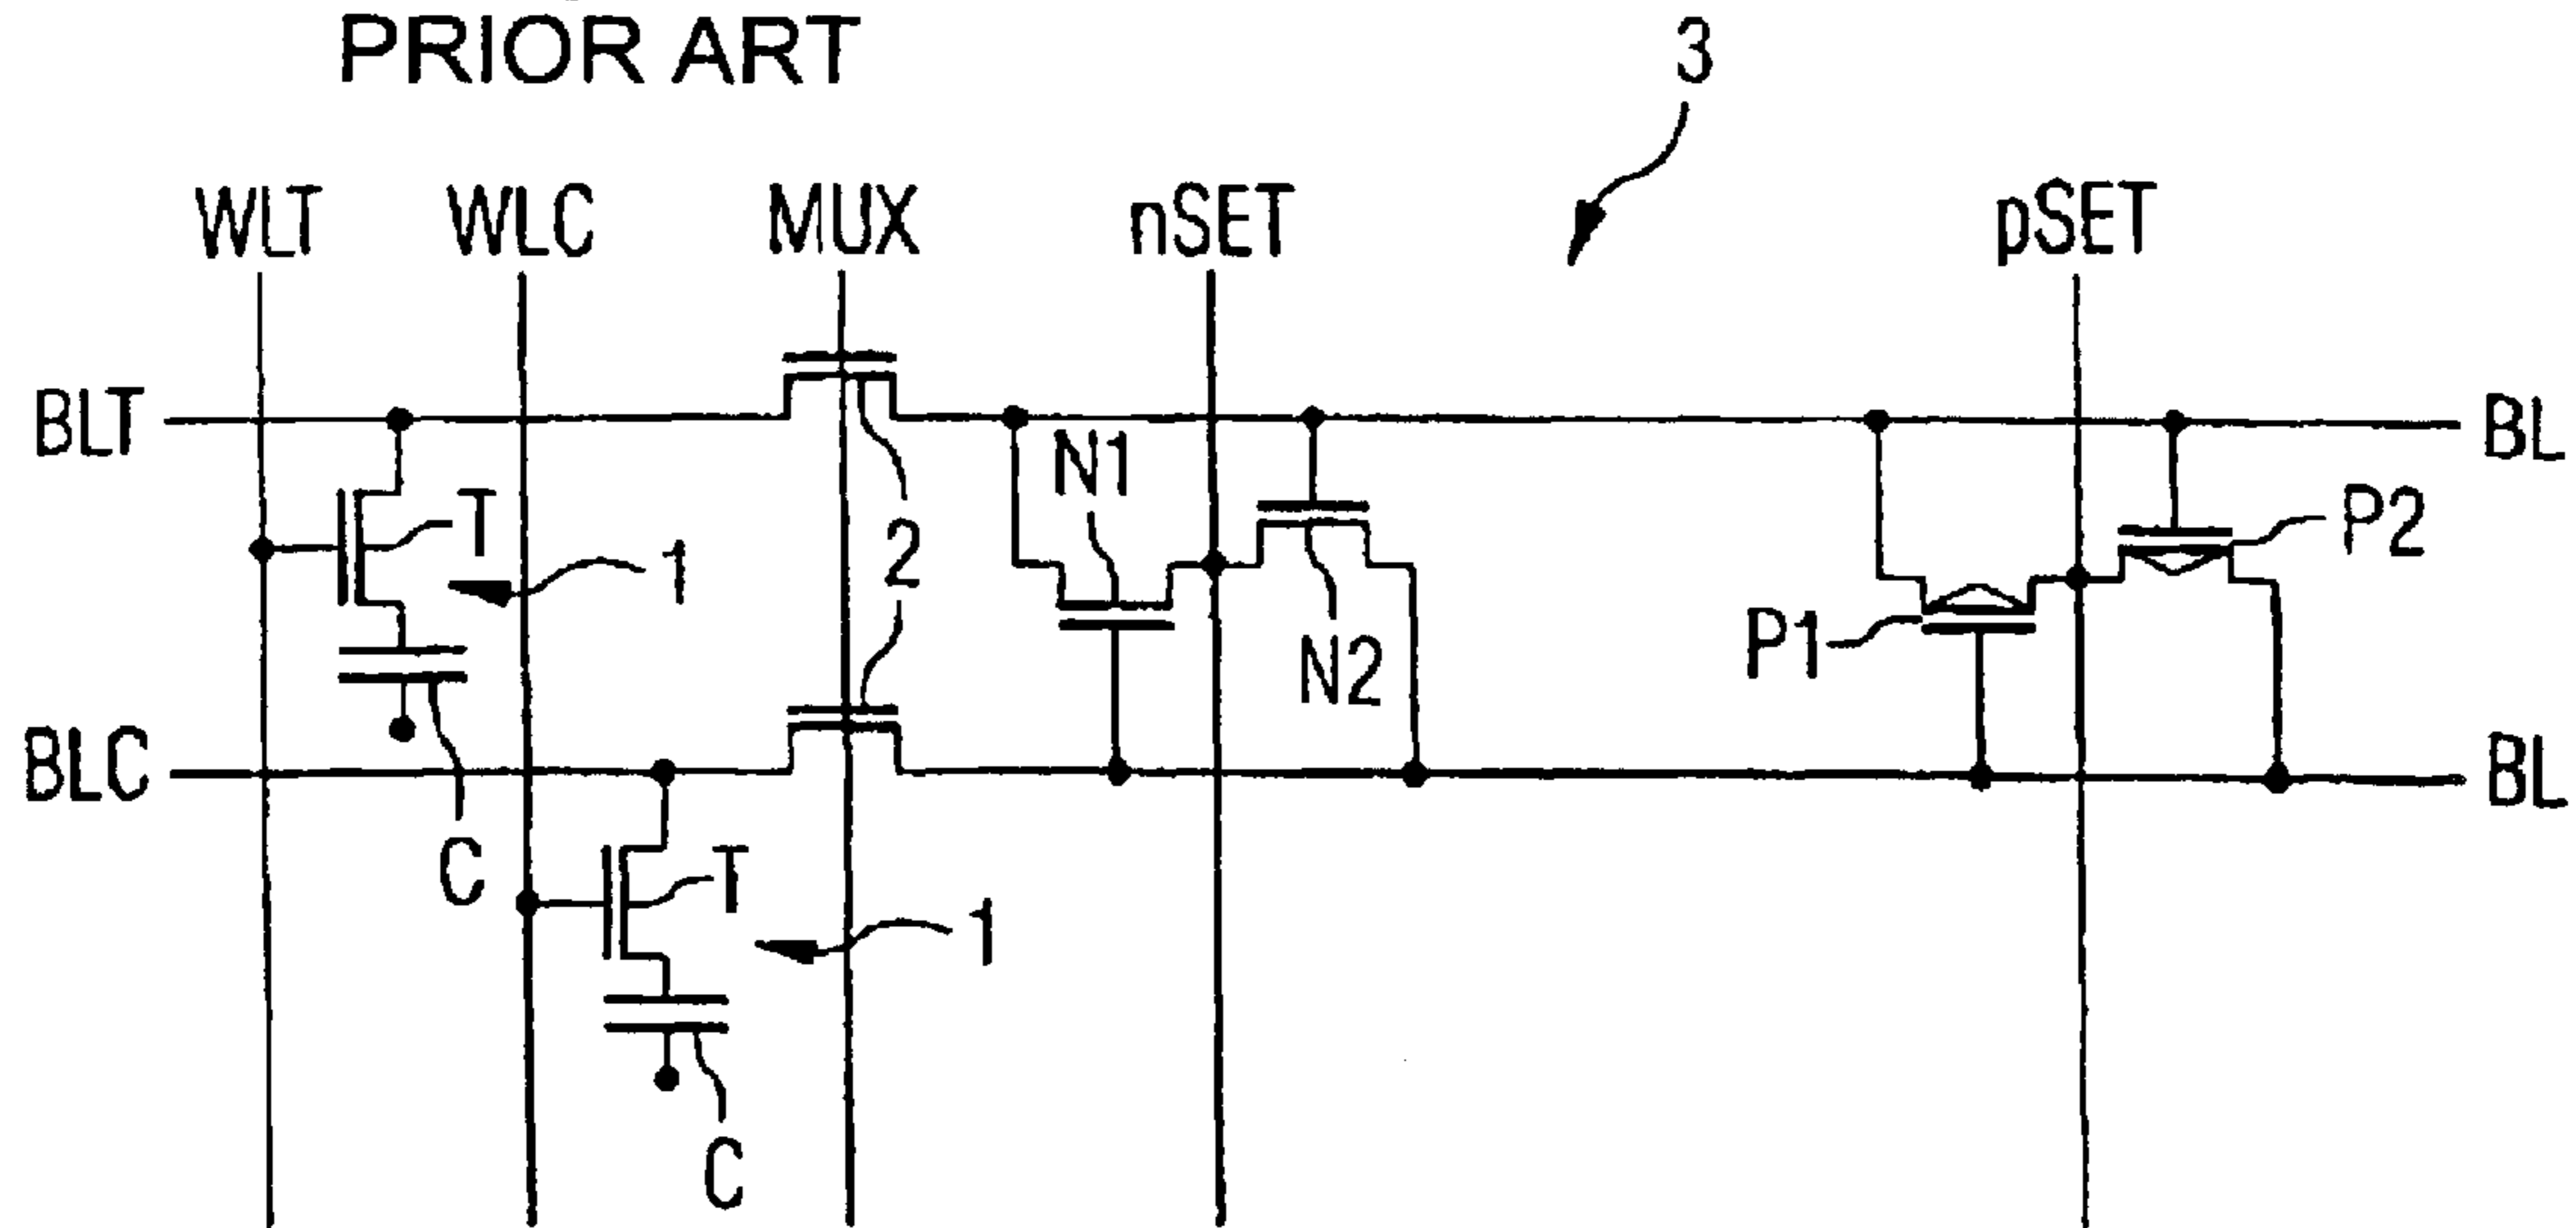 PRIOR ART
3
WLT WLC MUX nSET pSET
BLT BL
N1
T 1 2 P2
P1
N2
BLC BL
C
T
1
C